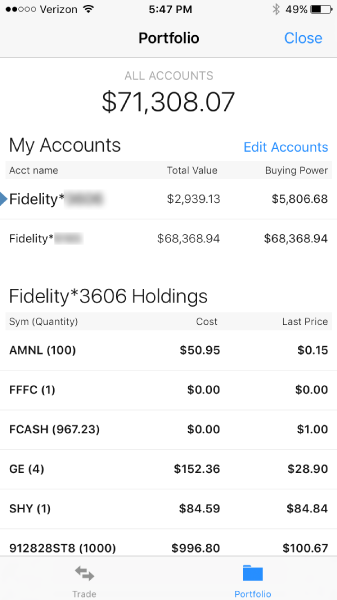 Verizon 5:47 PM 49%
Portfolio Close
ALL ACCOUNTS
$71,308.07
My Accounts Edit Accounts
Acct name Total Value Buying Power
Fidelity* $2,939.13 $5,806.68
Fidelity* $68,368.94 $68,368.94
Fidelity*3606 Holdings
Sym (Quantity) Cost Last Price
AMNL (100) $50.95 $0.15
FFFC (1) $0.00 $0.00
FCASH (967.23) $0.00 $1.00
GE (4) $152.36 $28.90
SHY (1) $84.59 $84.84
912828ST8 (1000) $996.80 $100.67
Trade Portfolio